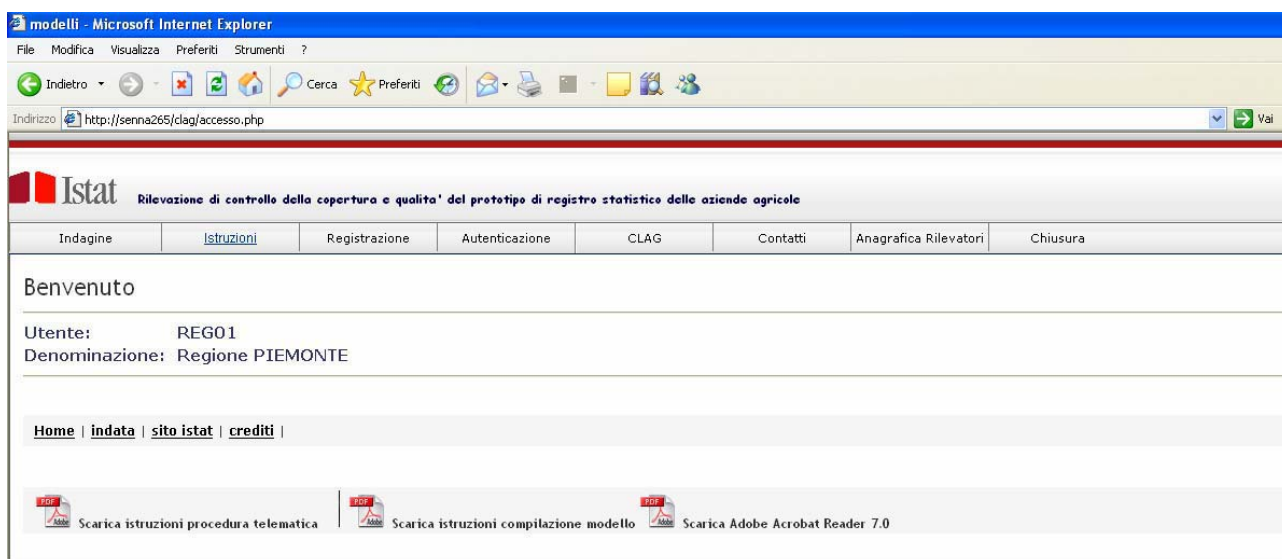 modelli - Microsoft Internet Explorer
File Modifica Visualizza Preferiti Strumenti ?
Indietro Cerca Preferiti
Indirizzo http://senna265/clag/accesso.php Vai
Istat Rilevazione di controllo della copertura e qualita' del prototipo di registro statistico delle aziende agricole
Indagine Istruzioni Registrazione Autenticazione CLAG Contatti Anagrafica Rilevatori Chiusura
Benvenuto
Utente: REG01
Denominazione: Regione PIEMONTE
Home | indata | sito istat | crediti |
PDF Adobe Scarica istruzioni procedura telematica PDF Adobe Scarica istruzioni compilazione modello PDF Adobe Scarica Adobe Acrobat Reader 7.0